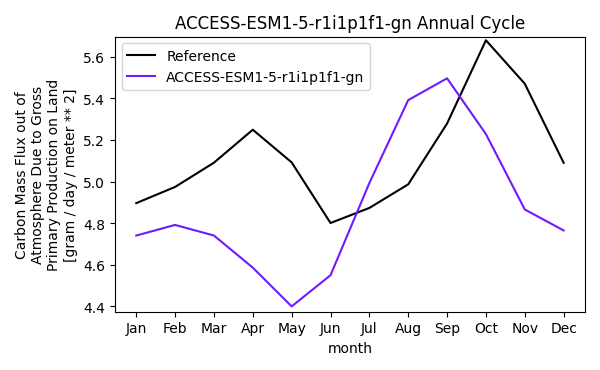 ACCESS-ESM1-5-r1i1p1f1-gn Annual Cycle
Reference
ACCESS-ESM1-5-r1i1p1f1-gn
Carbon Mass Flux out of
Atmosphere Due to Gross
Primary Production on Land
[gram / day / meter ** 2]
5.6
5.4
5.2
5.0
4.8
4.6
4.4
Jan Feb Mar Apr May Jun Jul Aug Sep Oct Nov Dec
month